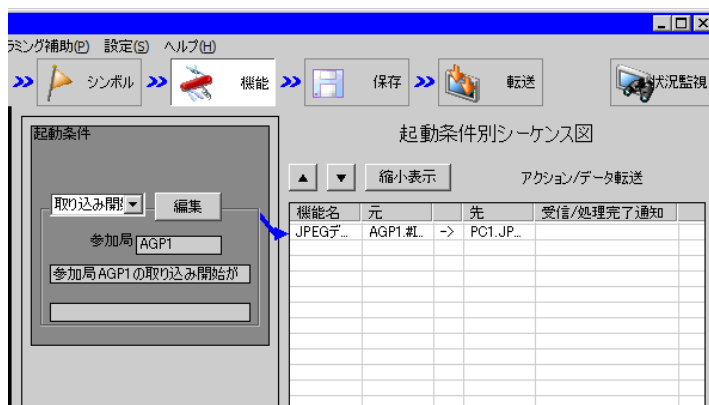 ラミング補助(P) 設定(S) ヘルプ(H)
シンボル 機能 保存 転送 状況監視
起動条件
起動条件別シーケンス図
縮小表示
アクション/データ転送
取り込み開
編集
参加局 AGP1
参加局AGP1の取り込み開始が
機能名 元 先 受信/処理完了通知
JPEGデ... AGP1.#I... -> PC1.JP...